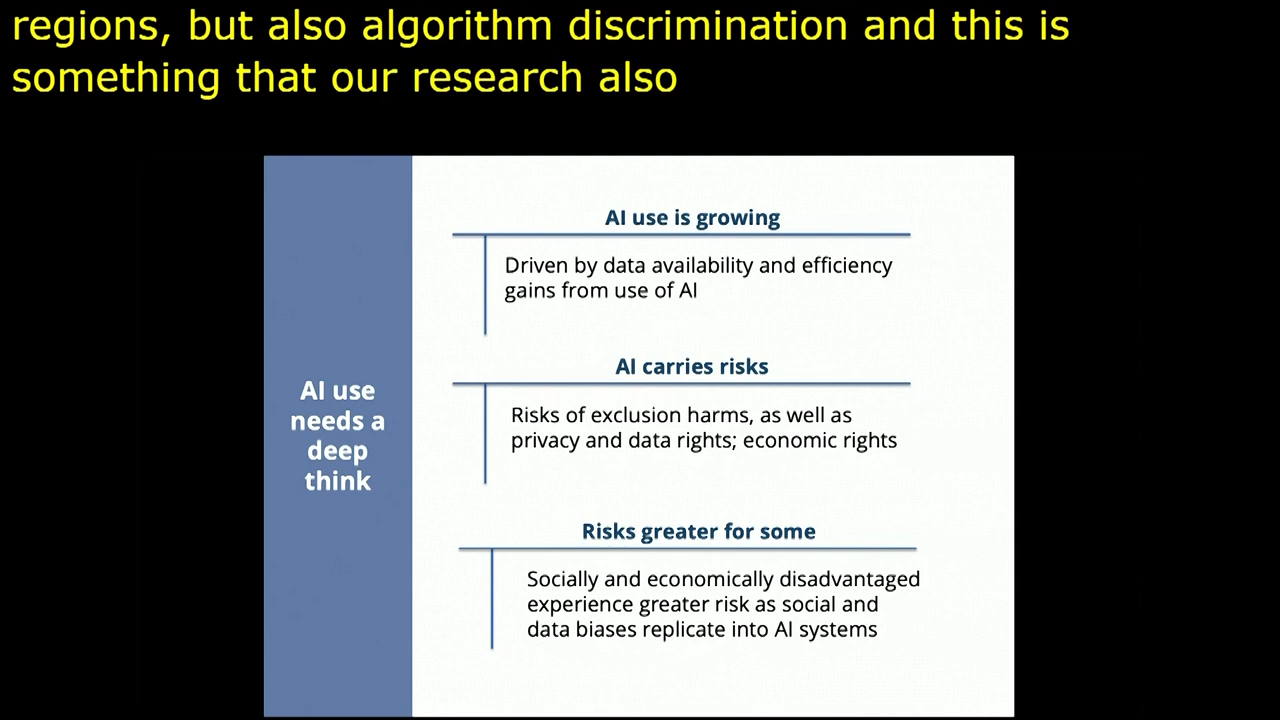 regions, but also algorithm discrimination and this is
something that our research also
AI use
needs a
deep
think
AI use is growing
Driven by data availability and efficiency
gains from use of AI
AI carries risks
Risks of exclusion harms, as well as
privacy and data rights; economic rights
Risks greater for some
Socially and economically disadvantaged
experience greater risk as social and
data biases replicate into AI systems